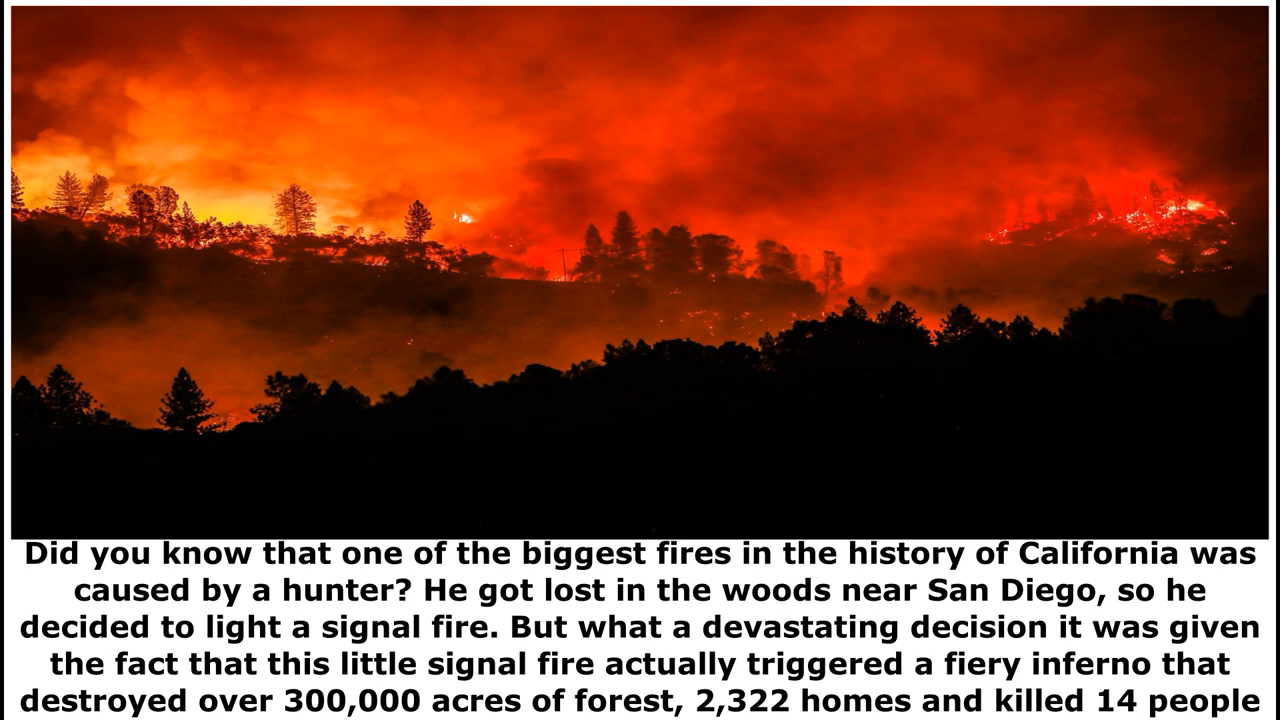 Did you know that one of the biggest fires in the history of California was
caused by a hunter? He got lost in the woods near San Diego, so he
decided to light a signal fire. But what a devastating decision it was given
the fact that this little signal fire actually triggered a fiery inferno that
destroyed over 300,000 acres of forest, 2,322 homes and killed 14 people